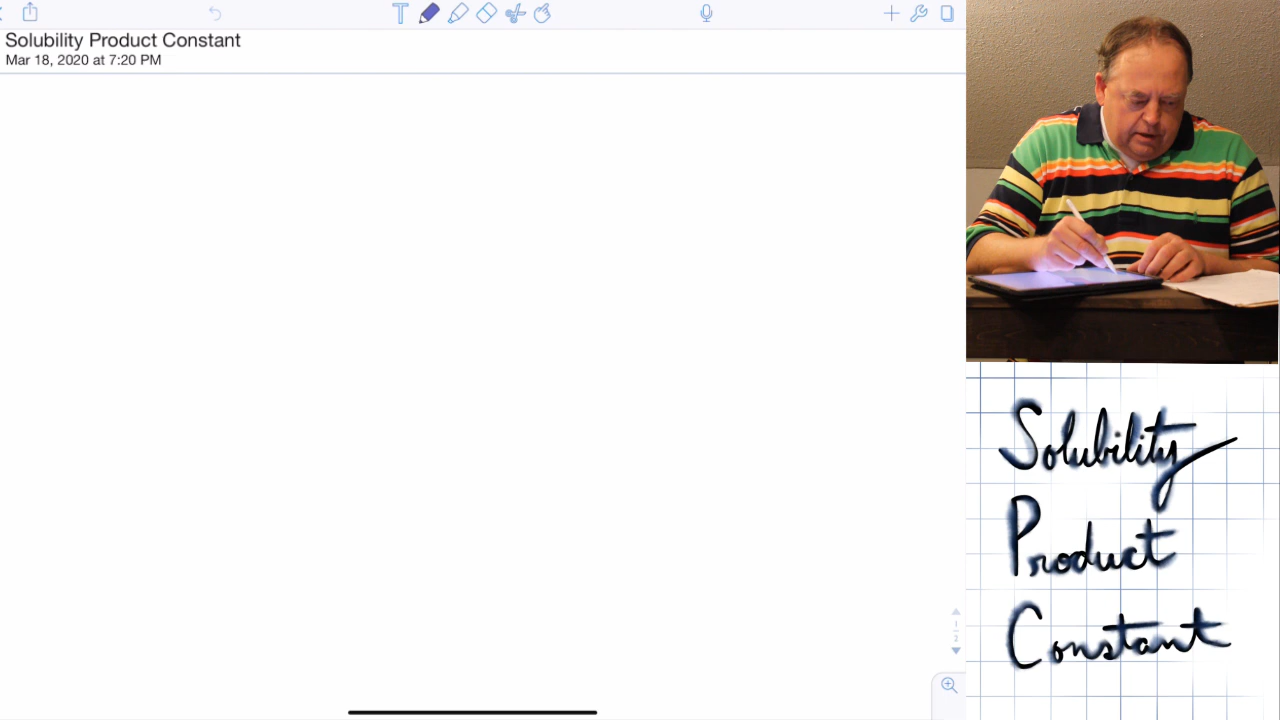 Solubility Product Constant
Mar 18, 2020 at 7:20 PM
Solubility
Product
Constant